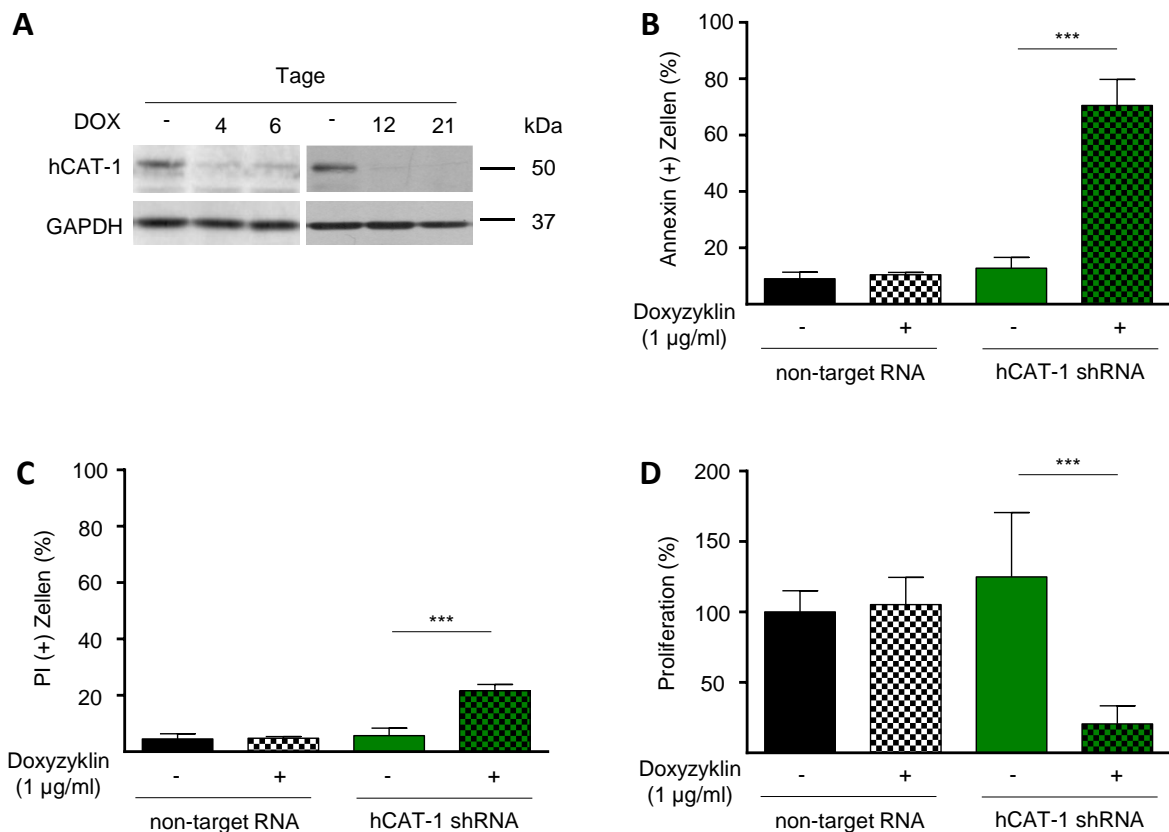 A
Tage
DOX - 4 6 - 12 21 kDa
hCAT-1 50
GAPDH 37
B
Annexin (+) Zellen (%)
100
80
60
40
20
***
Doxyzyklin
(1 µg/ml)
- + - +
non-target RNA hCAT-1 shRNA
C
PI (+) Zellen (%)
100
80
60
40
20
***
Doxyzyklin
(1 µg/ml)
- + - +
non-target RNA hCAT-1 shRNA
D
Proliferation (%)
200
150
100
50
***
Doxyzyklin
(1 µg/ml)
- + - +
non-target RNA hCAT-1 shRNA